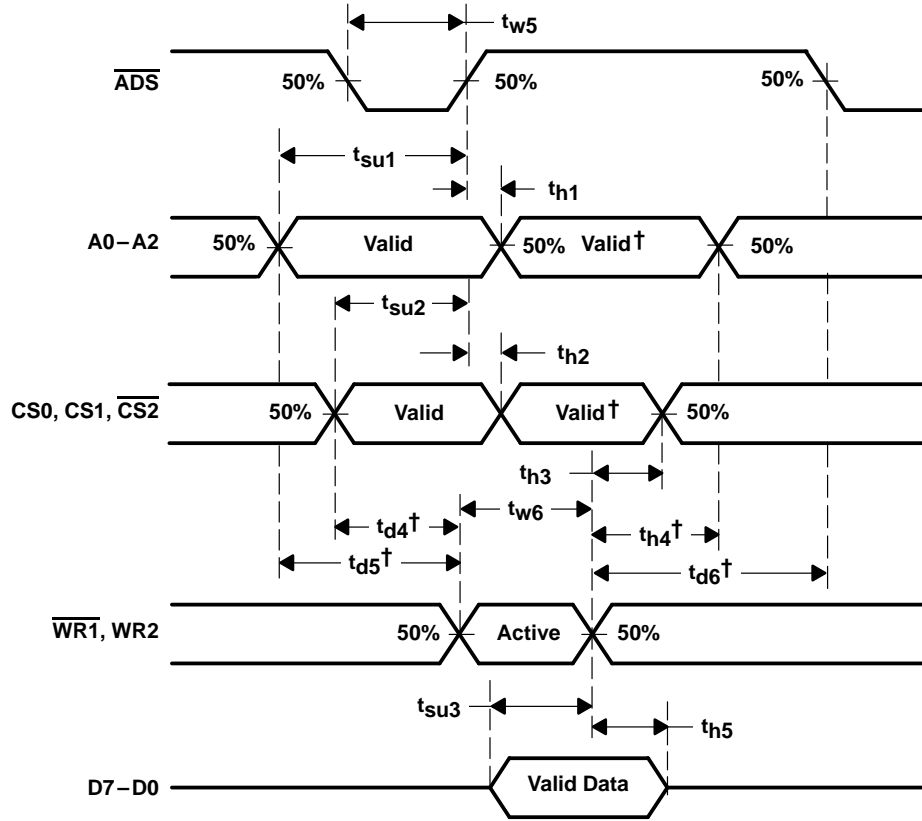 tw5
ADS
50%
50%
50%
tsu1
th1
A0–A2
50%
Valid
50%
Valid†
50%
tsu2
th2
CS0, CS1, CS2
50%
Valid
Valid†
50%
th3
tw6
td4†
th4†
td5†
td6†
WR1, WR2
50%
Active
50%
tsu3
th5
D7–D0
Valid Data